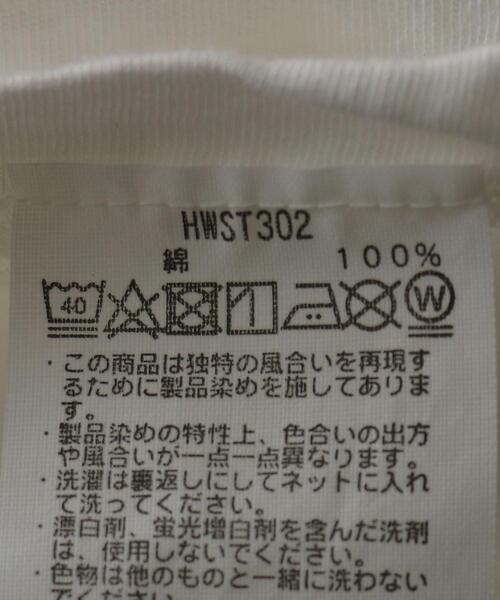 HWST302
綿 100%
40 W
・この商品は独特の風合いを再現す
るために製品染めを施してありま
す。
・製品染めの特性上、色合いの出方
や風合いが一点一点異なります。
・洗濯は裏返しにしてネットに入れ
て洗ってください。
・漂白剤、蛍光増白剤を含んだ洗剤
は、使用しないでください。
・色物は他のものと一緒に洗わない
でください。